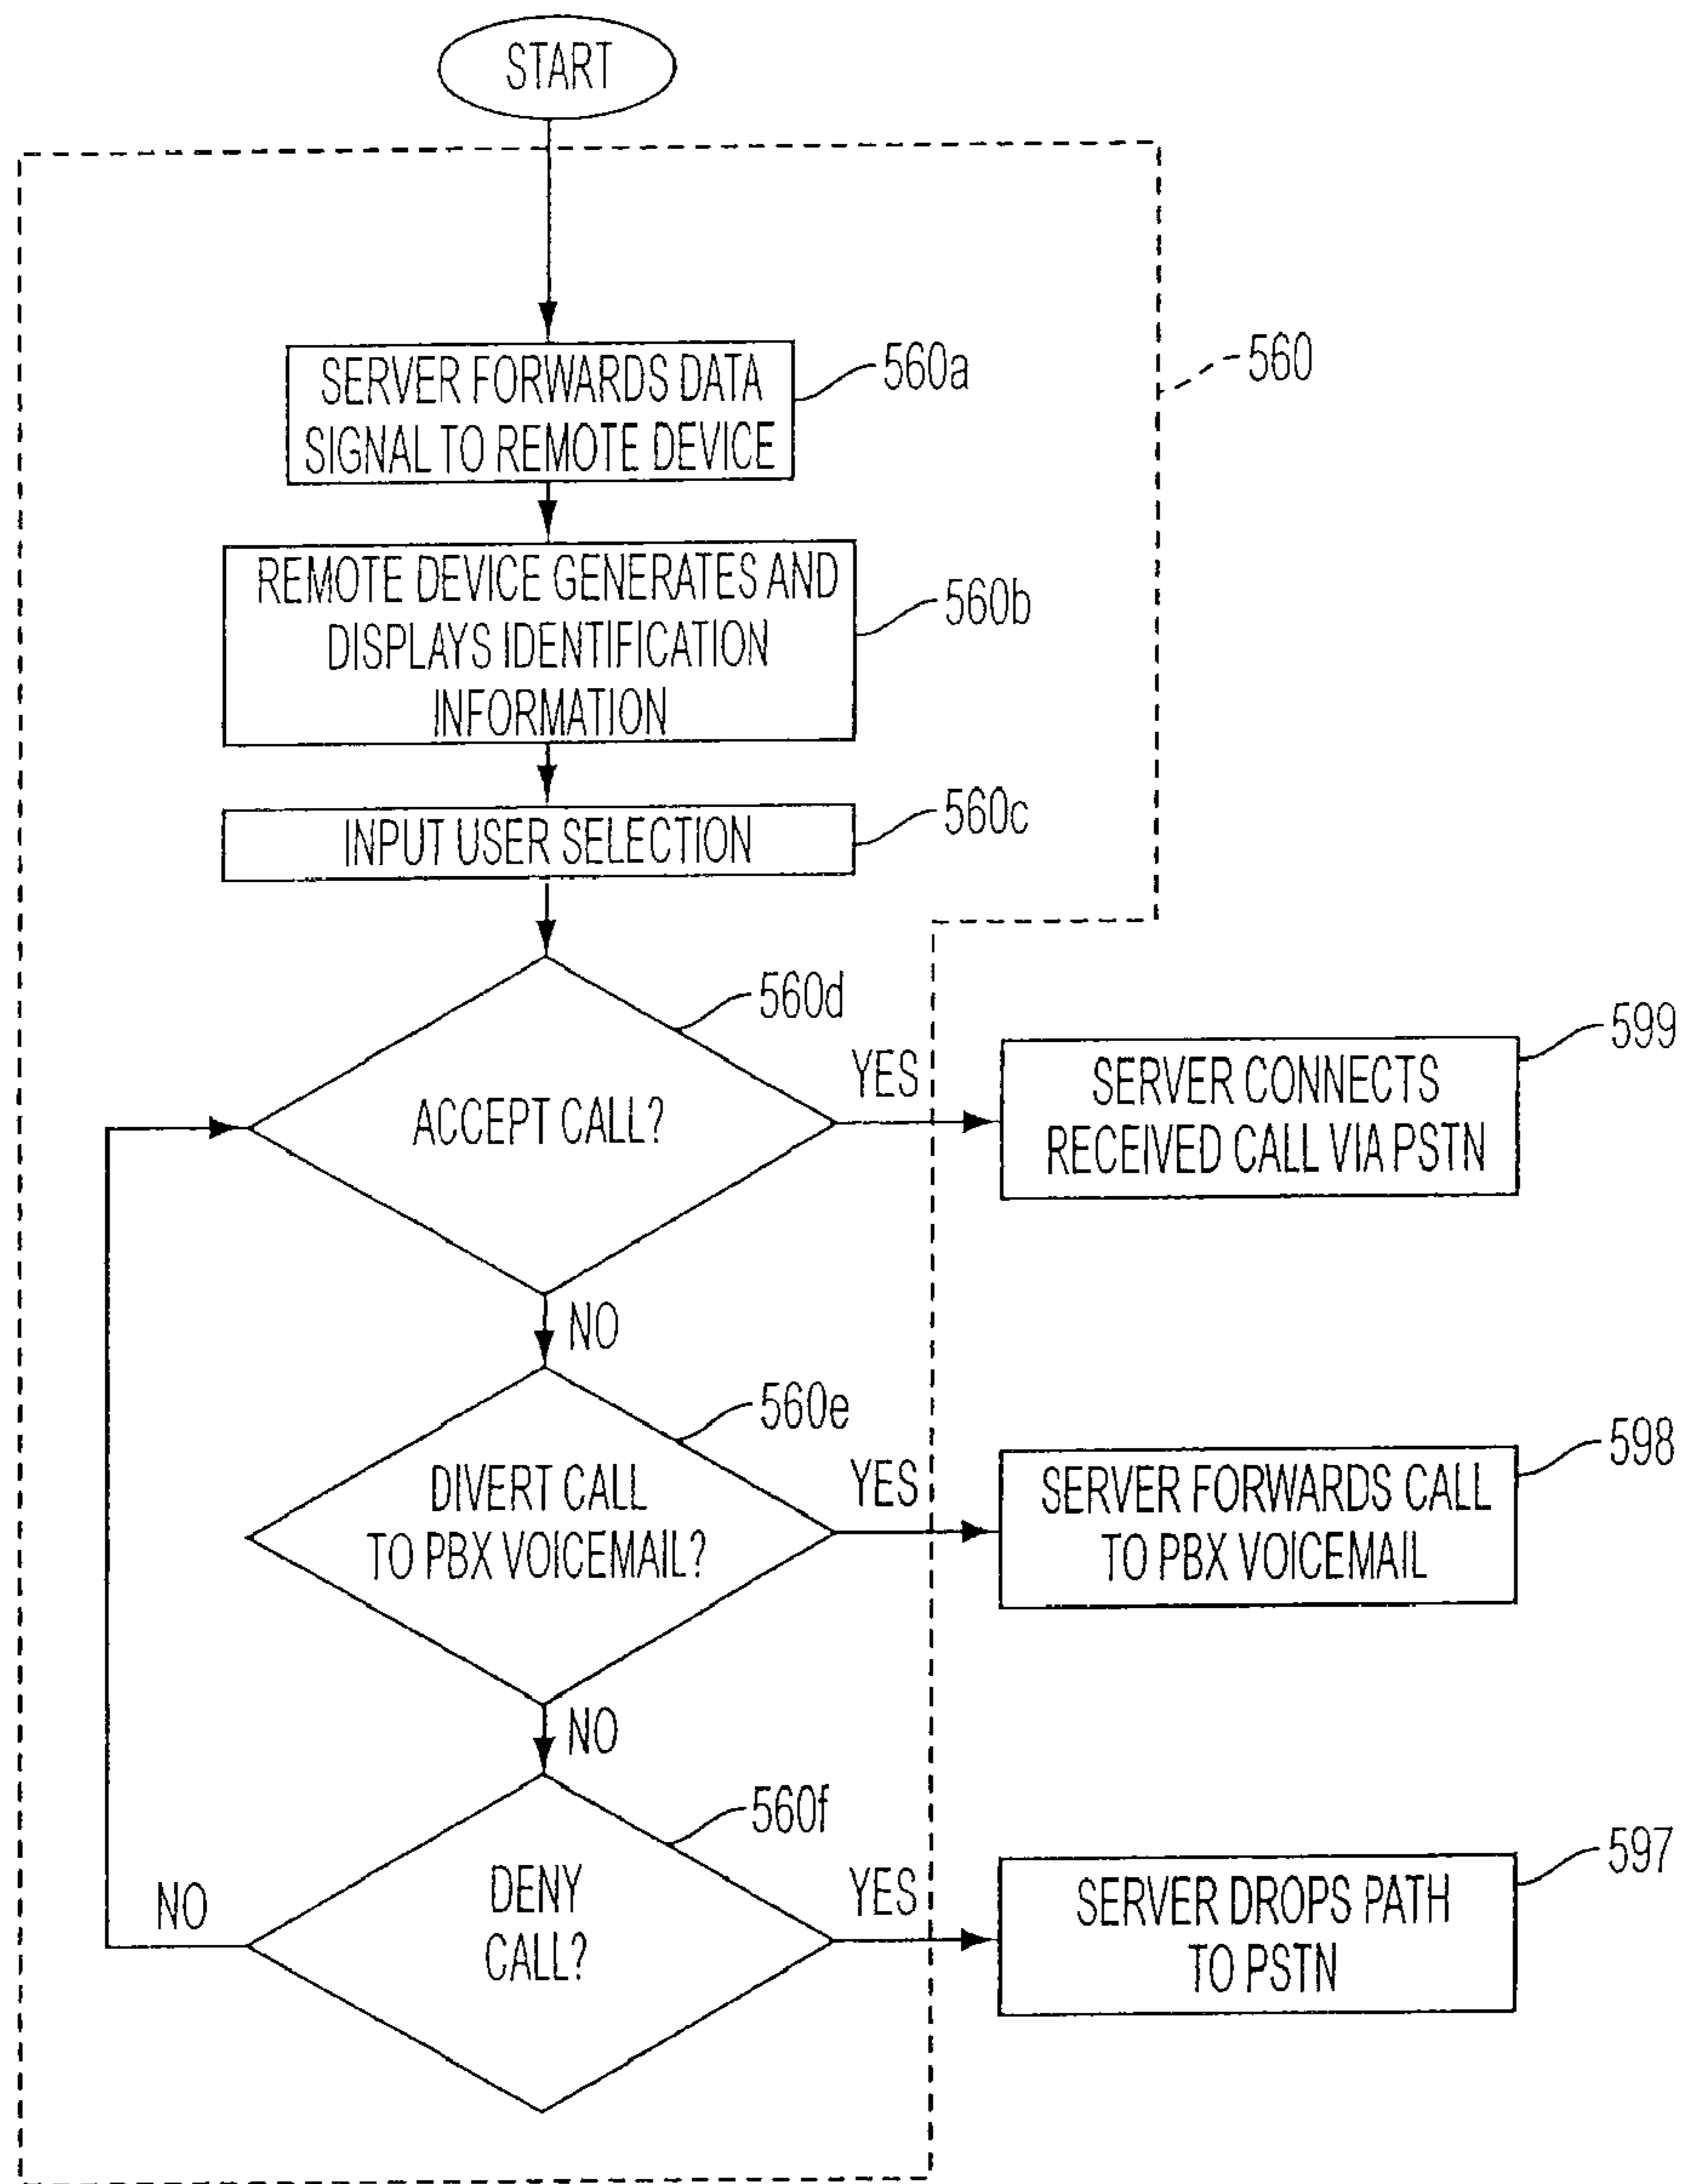 START
560
SERVER FORWARDS DATA
SIGNAL TO REMOTE DEVICE
560a
REMOTE DEVICE GENERATES AND
DISPLAYS IDENTIFICATION
INFORMATION
560b
INPUT USER SELECTION
560c
ACCEPT CALL?
560d
YES
SERVER CONNECTS
RECEIVED CALL VIA PSTN
599
NO
DIVERT CALL
TO PBX VOICEMAIL?
560e
YES
SERVER FORWARDS CALL
TO PBX VOICEMAIL
598
NO
DENY
CALL?
560f
NO
YES
SERVER DROPS PATH
TO PSTN
597